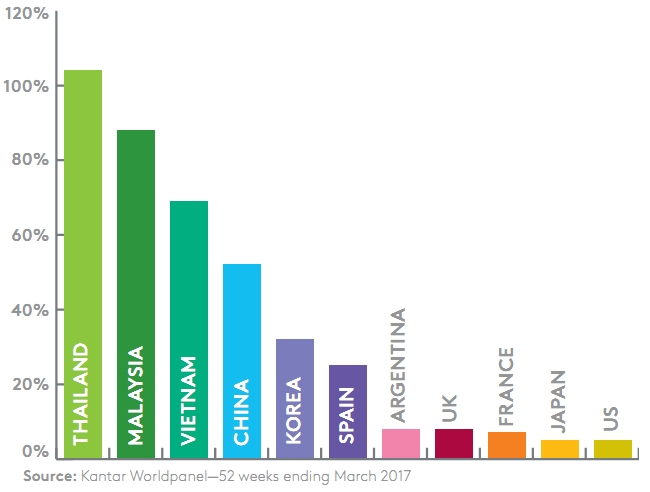 120%
100%
80%
60%
40%
20%
0%
THAILAND
MALAYSIA
VIETNAM
CHINA
KOREA
SPAIN
ARGENTINA
UK
FRANCE
JAPAN
US
Source: Kantar Worldpanel—52 weeks ending March 2017